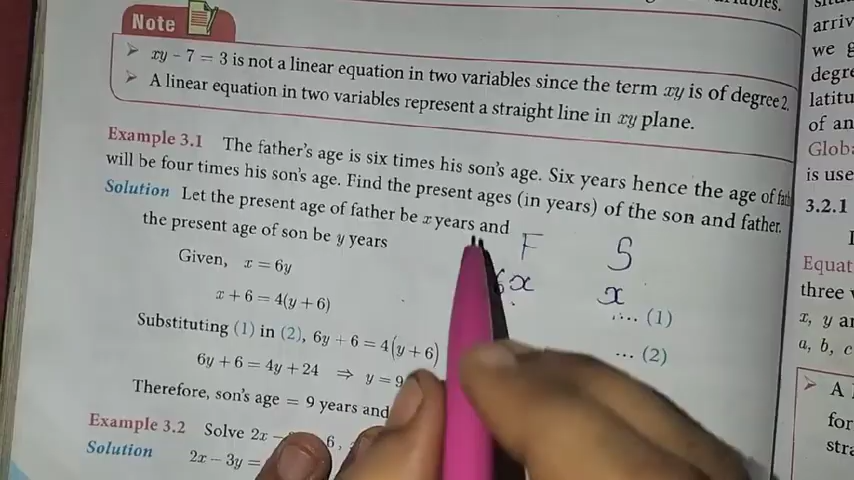 Note
➤ xy – 7 = 3 is not a linear equation in two variables since the term xy is of degree 2.
➤ A linear equation in two variables represent a straight line in xy plane.
Example 3.1 The father's age is six times his son's age. Six years hence the age of
will be four times his son's age. Find the present ages (in years) of the son and father.
Solution Let the present age of father be x years and
the present age of son be y years
F S
Given, x = 6y
6x x
x + 6 = 4(y + 6)
... (1)
Substituting (1) in (2), 6y + 6 = 4(y + 6)
... (2)
6y + 6 = 4y + 24 ⇒ y = 9
Therefore, son's age = 9 years and
Example 3.2 Solve 2x – 6,
Solution 2x – 3y =
arriv
we g
degre
latitu
of an
Globa
is use
3.2.1
Equat
three v
x, y ar
a, b, c
➤ A
for
stra